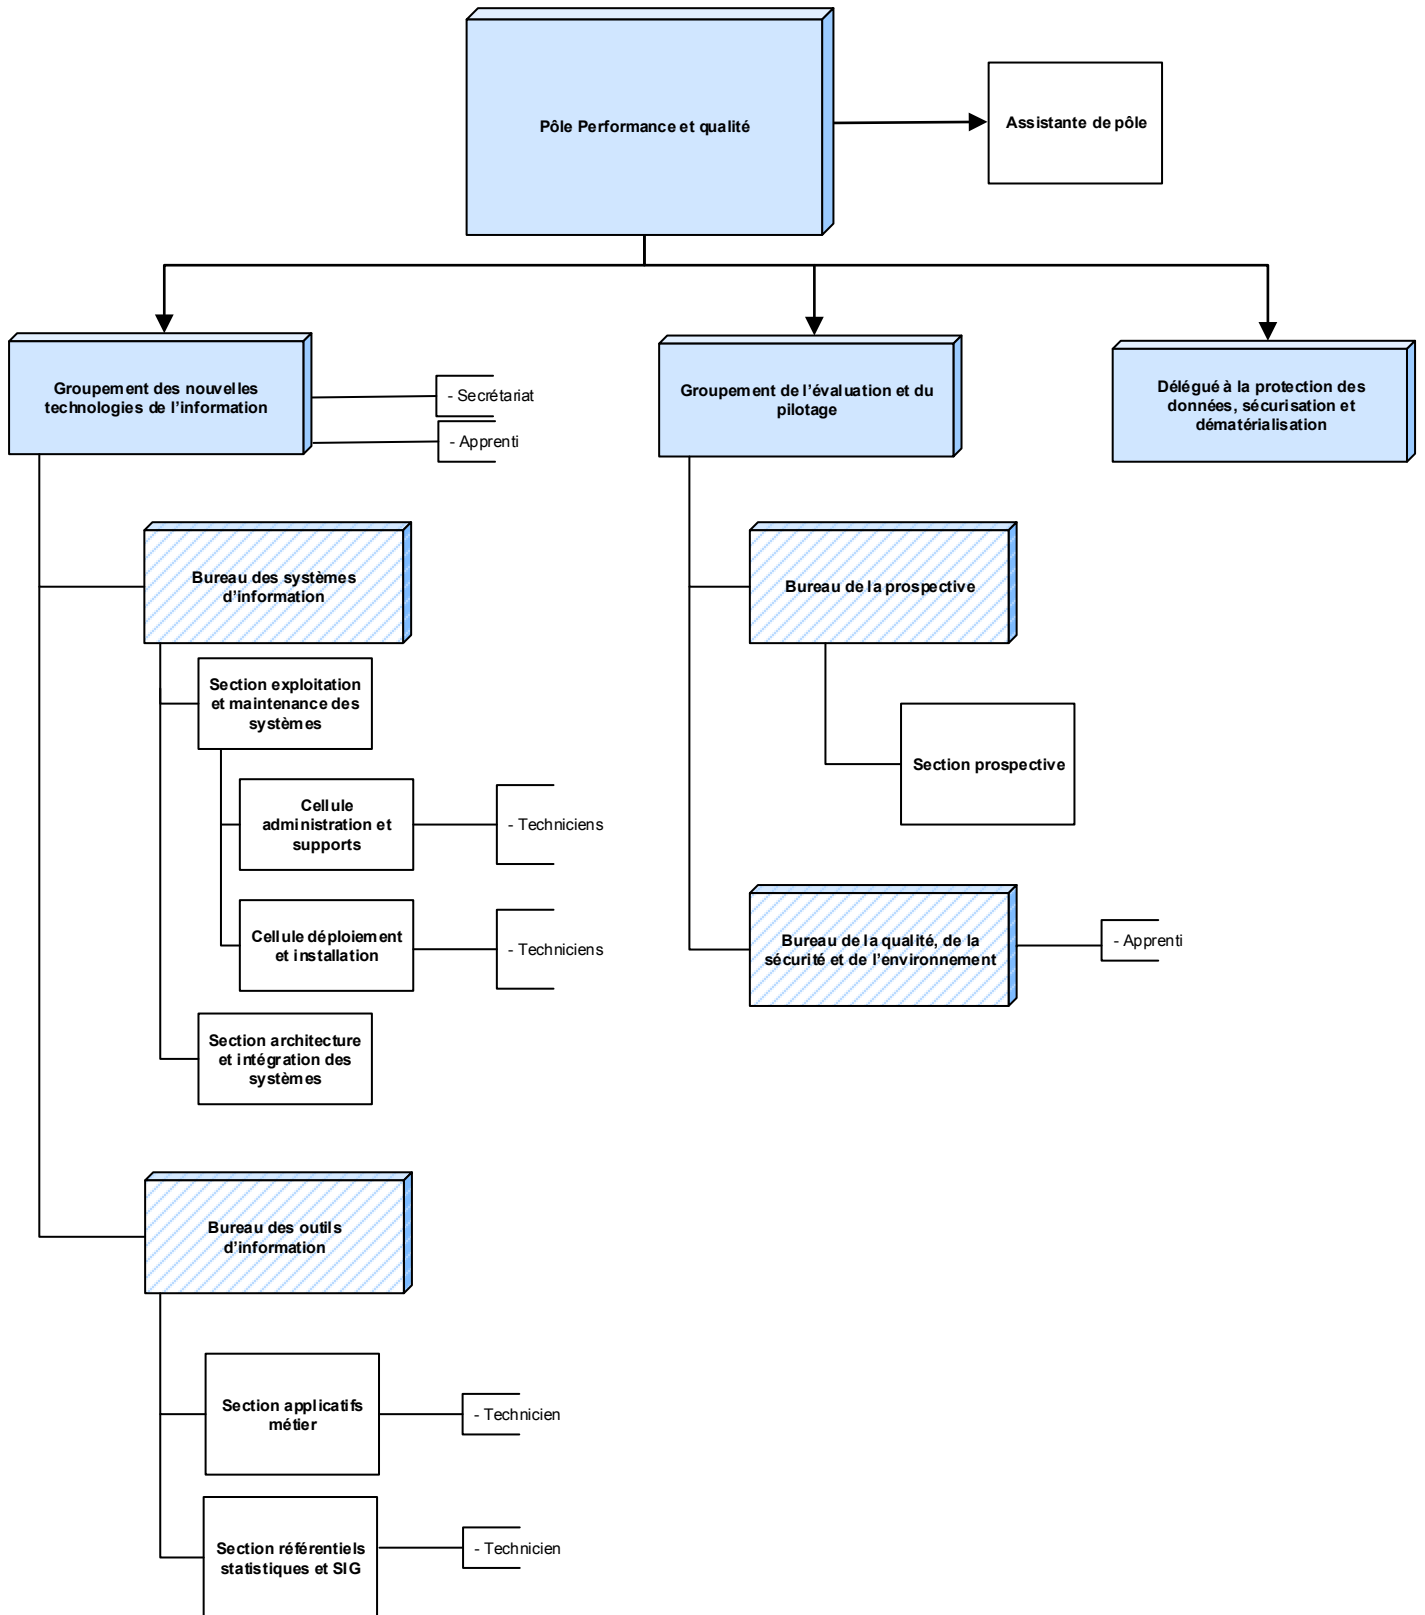 Pôle Performance et qualité
Assistante de pôle
Groupement des nouvelles
technologies de l'information
- Secrétariat
- Apprenti
Groupement de l'évaluation et du
pilotage
Délégué à la protection des
données, sécurisation et
dématérialisation
Bureau des systèmes
d'information
Section exploitation
et maintenance des
systèmes
Cellule
administration et
supports
- Techniciens
Cellule déploiement
et installation
- Techniciens
Section architecture
et intégration des
systèmes
Bureau de la prospective
Section prospective
Bureau de la qualité, de la
sécurité et de l'environnement
- Apprenti
Bureau des outils
d'information
Section applicatifs
métier
- Technicien
Section référentiels
statistiques et SIG
- Technicien